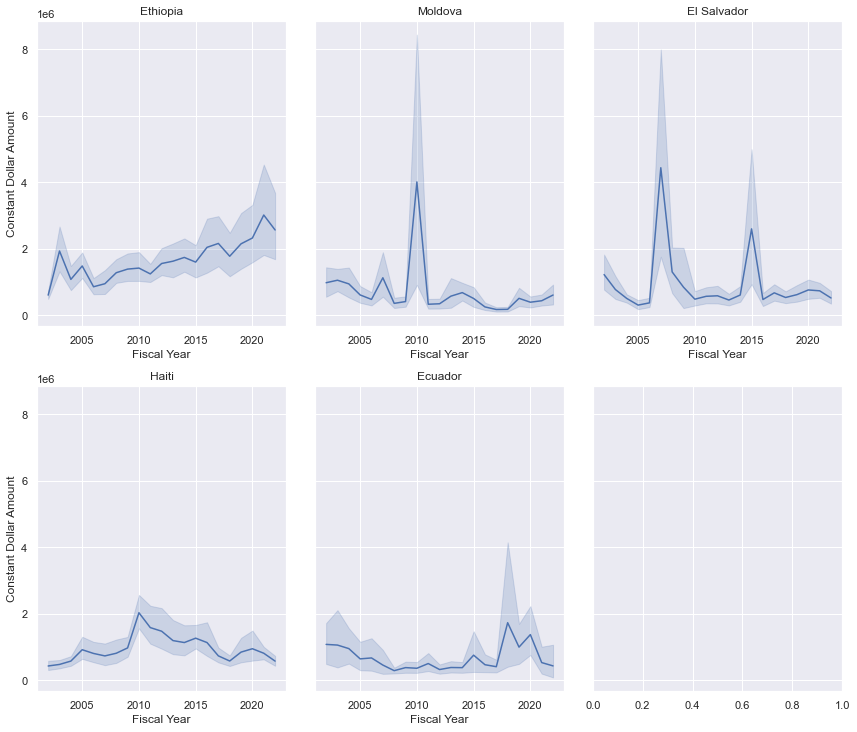 Ethiopia
Moldova
El Salvador
1e6
8
6
4
2
0
Constant Dollar Amount
2005 2010 2015 2020
2005 2010 2015 2020
2005 2010 2015 2020
Fiscal Year
Fiscal Year
Fiscal Year
Haiti
Ecuador
1e6
8
6
4
2
0
Constant Dollar Amount
2005 2010 2015 2020
2005 2010 2015 2020
0.0 0.2 0.4 0.6 0.8 1.0
Fiscal Year
Fiscal Year